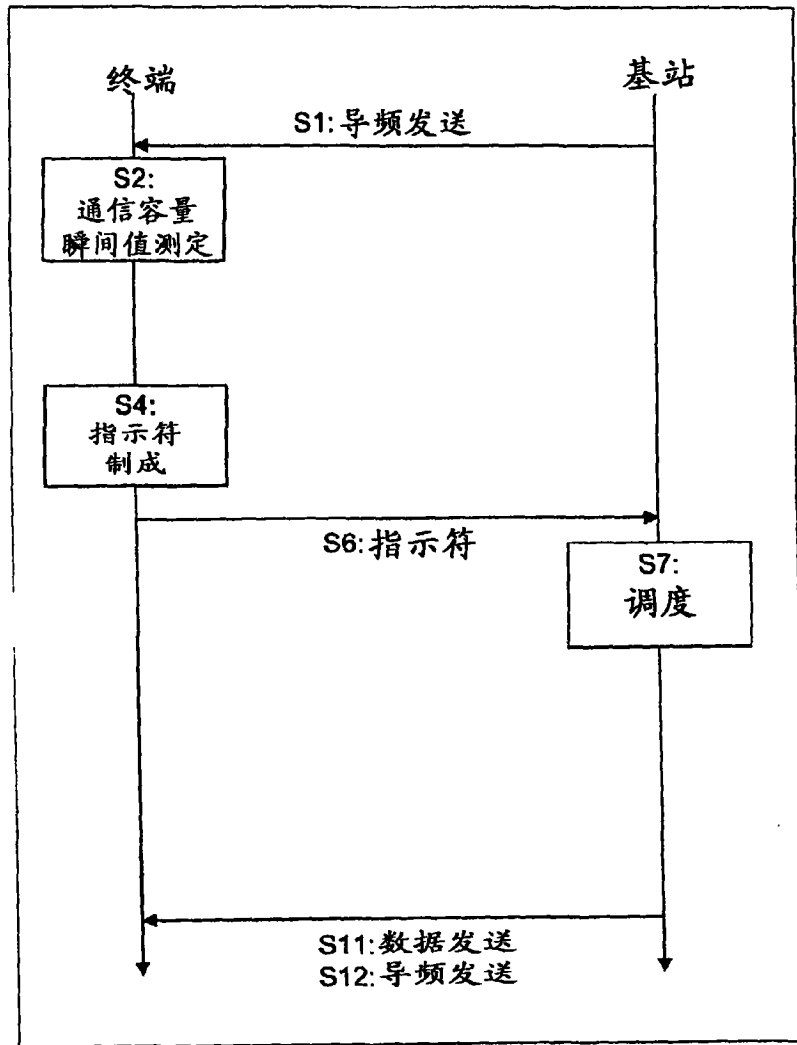 终端
基站
S1:导频发送
S2:
通信容量
瞬间值测定
S4:
指示符
制成
S6:指示符
S7:
调度
S11:数据发送
S12:导频发送